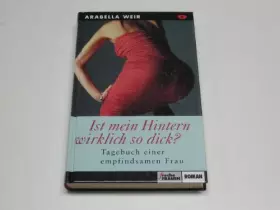 ARABELLA WEIR
Ist mein Hintern
wirklich so dick?
Tagebuch einer
empfindsamen Frau
ROMAN